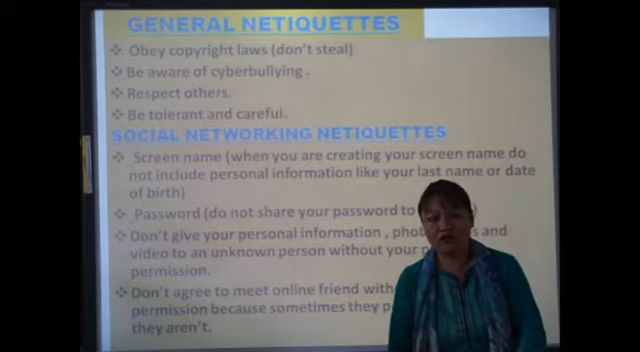 GENERAL NETIQUETTES
❖ Obey copyright laws (don't steal)
❖ Be aware of cyberbullying .
❖ Respect others.
❖ Be tolerant and careful.
SOCIAL NETWORKING NETIQUETTES
❖ Screen name (when you are creating your screen name do
not include personal information like your last name or date
of birth)
❖ Password (do not share your password to
❖ Don't give your personal information , and
video to an unknown person without your
permission.
❖ Don't agree to meet online friend
permission because sometimes they
they aren't.